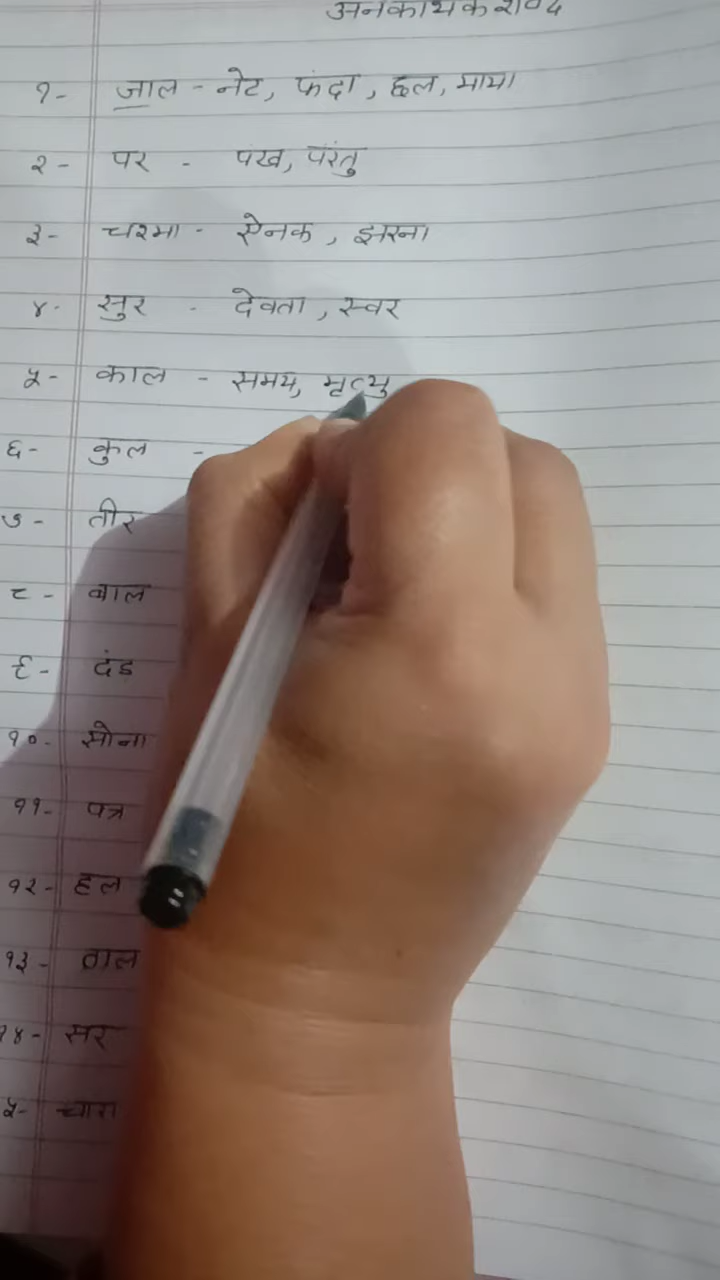 अनेकार्थक शब्द
१- जाल - नेट, फंदा, छल, माया
२- पर - पंख, परंतु
३- चश्मा - ऐनक, झरना
४- सुर - देवता, स्वर
५- काल - समय, मृत्यु
६- कुल -
७- तीर
८- बाल
९- दंड
१०- सोना
११- पत्र
१२- हल
१३-
१४- सर
५- चारा